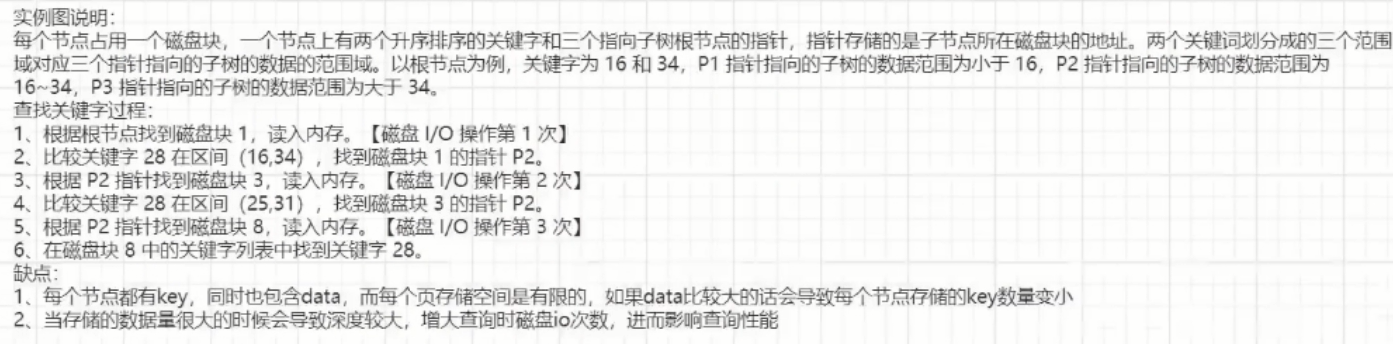 实例图说明：
每个节点占用一个磁盘块，一个节点上有两个升序排序的关键字和三个指向子树根节点的指针，指针存储的是子节点所在磁盘块的地址。两个关键词划分成的三个范围
域对应三个指针指向的子树的数据的范围域。以根节点为例，关键字为 16 和 34，P1 指针指向的子树的数据范围为小于 16，P2 指针指向的子树的数据范围为
16~34，P3 指针指向的子树的数据范围为大于 34。
查找关键字过程：
1、根据根节点找到磁盘块 1，读入内存。【磁盘 I/O 操作第 1 次】
2、比较关键字 28 在区间（16,34），找到磁盘块 1 的指针 P2。
3、根据 P2 指针找到磁盘块 3，读入内存。【磁盘 I/O 操作第 2 次】
4、比较关键字 28 在区间（25,31），找到磁盘块 3 的指针 P2。
5、根据 P2 指针找到磁盘块 8，读入内存。【磁盘 I/O 操作第 3 次】
6、在磁盘块 8 中的关键字列表中找到关键字 28。
缺点：
1、每个节点都有key，同时也包含data，而每个页存储空间是有限的，如果data比较大的话会导致每个节点存储的key数量变小
2、当存储的数据量很大的时候会导致深度较大，增大查询时磁盘io次数，进而影响查询性能